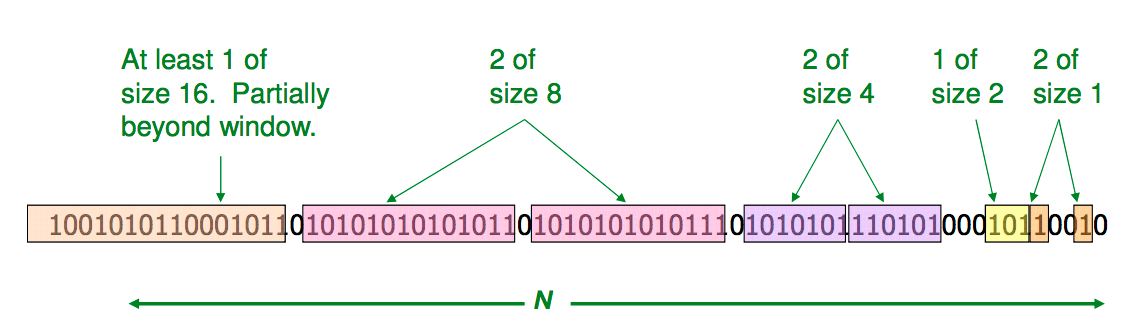 At least 1 of
size 16. Partially
beyond window.
2 of
size 8
2 of
size 4
1 of
size 2
2 of
size 1
1001010110001011010101010101011010101010101110101010111010100010110010
N